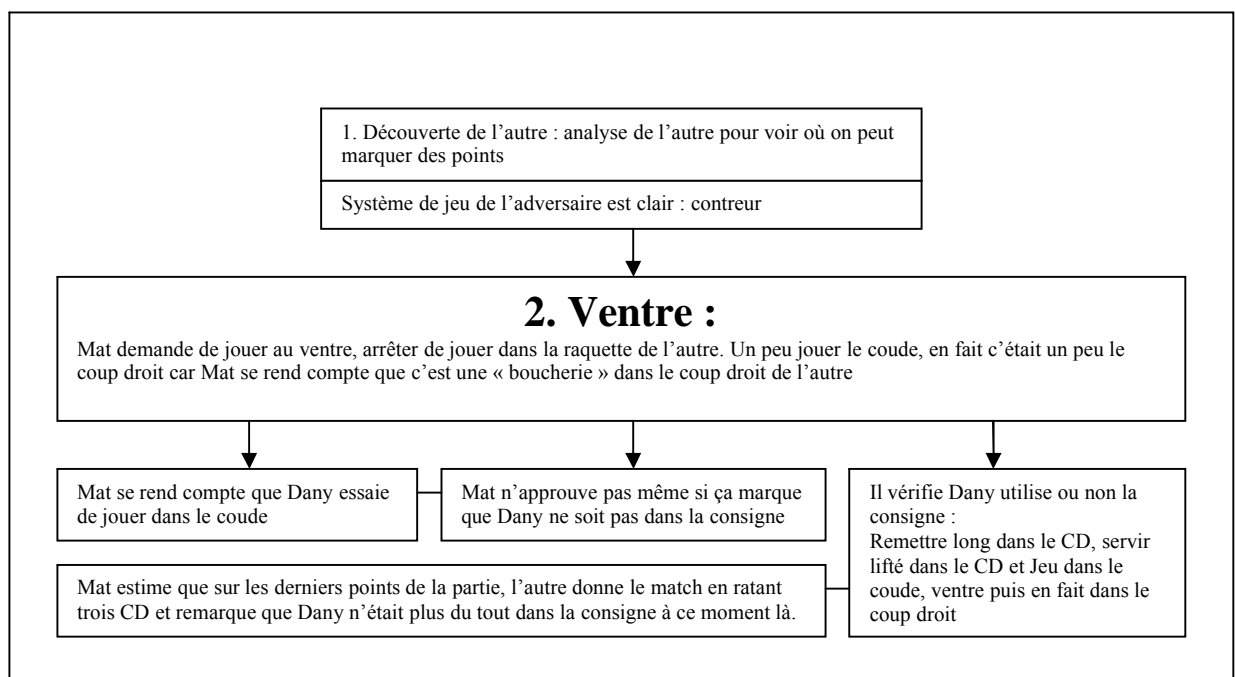 1. Découverte de l’autre : analyse de l’autre pour voir où on peut
marquer des points
Système de jeu de l’adversaire est clair : contreur
2. Ventre :
Mat demande de jouer au ventre, arrêter de jouer dans la raquette de l’autre. Un peu jouer le coude, en fait c’était un peu le
coup droit car Mat se rend compte que c’est une « boucherie » dans le coup droit de l’autre
Mat se rend compte que Dany essaie
de jouer dans le coude
Mat n’approuve pas même si ça marque
que Dany ne soit pas dans la consigne
Il vérifie Dany utilise ou non la
consigne :
Remettre long dans le CD, servir
lifté dans le CD et Jeu dans le
coude, ventre puis en fait dans le
coup droit
Mat estime que sur les derniers points de la partie, l’autre donne le match en ratant
trois CD et remarque que Dany n’était plus du tout dans la consigne à ce moment là.